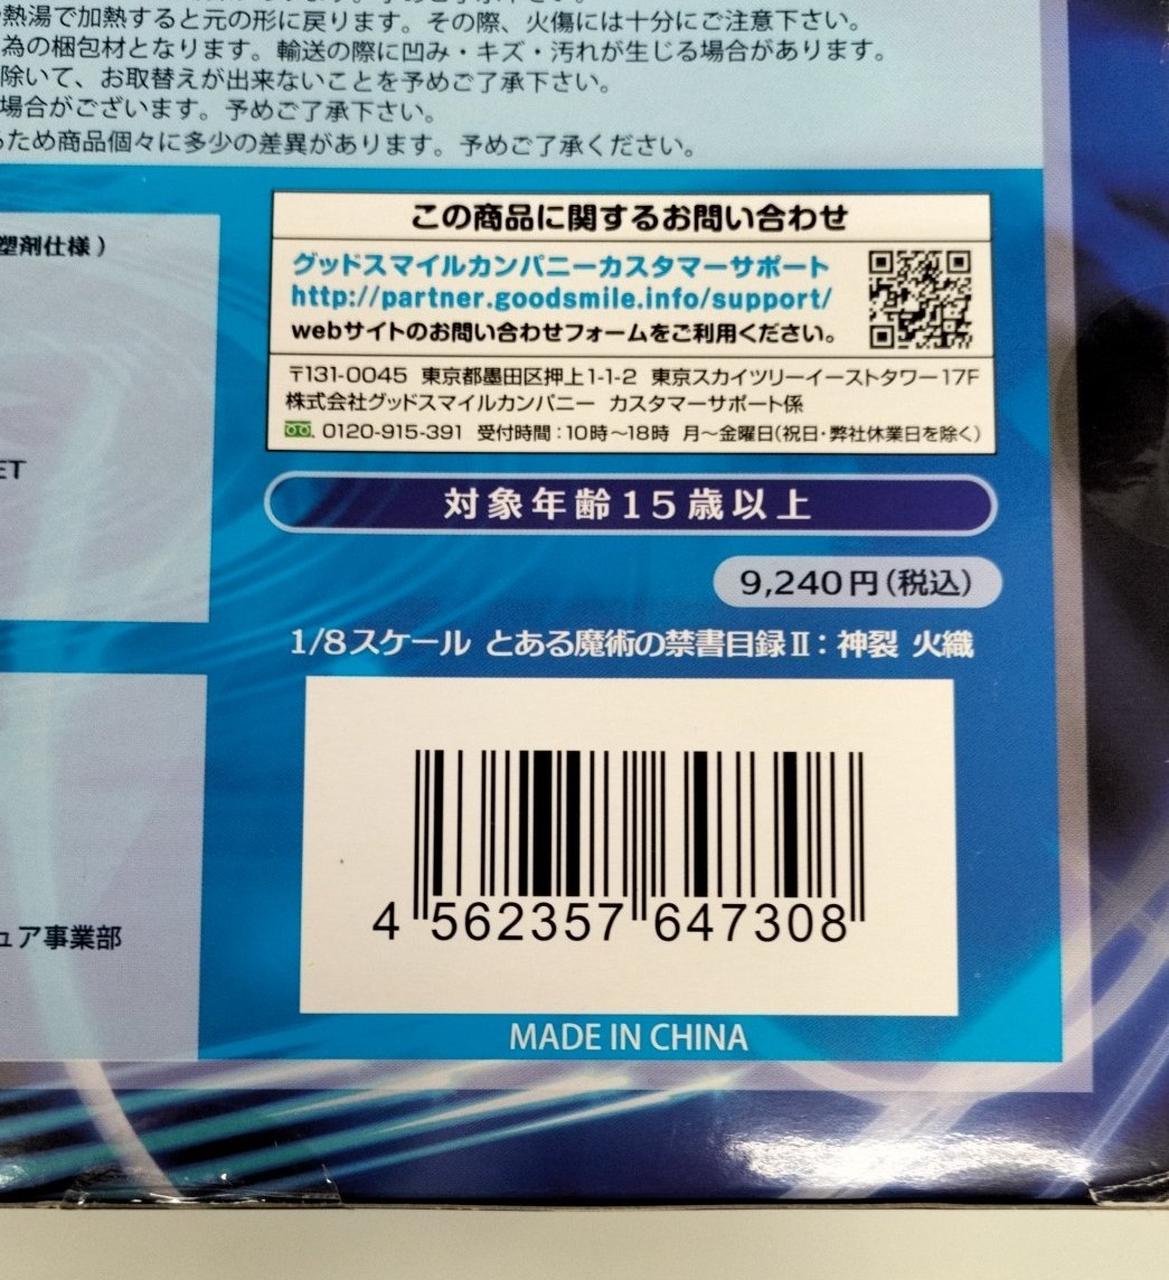 熱湯で加熱すると元の形に戻ります。その際、火傷には十分にご注意下さい。
為の梱包材となります。輸送の際に凹み・キズ・汚れが生じる場合があります。
除いて、お取替えが出来ないことを予めご了承下さい。
場合がございます。予めご了承下さい。
るため商品個々に多少の差異があります。予めご了承ください。
塑剤仕様）
ET
ュア事業部
この商品に関するお問い合わせ
グッドスマイルカンパニーカスタマーサポート
http://partner.goodsmile.info/support/
webサイトのお問い合わせフォームをご利用ください。
〒131-0045 東京都墨田区押上1-1-2 東京スカイツリーイーストタワー17F
株式会社グッドスマイルカンパニー カスタマーサポート係
0120-915-391 受付時間：10時～18時 月～金曜日（祝日・弊社休業日を除く）
対象年齢15歳以上
9,240円（税込）
1/8スケール とある魔術の禁書目録Ⅱ：神裂 火織
4 562357 647308
MADE IN CHINA